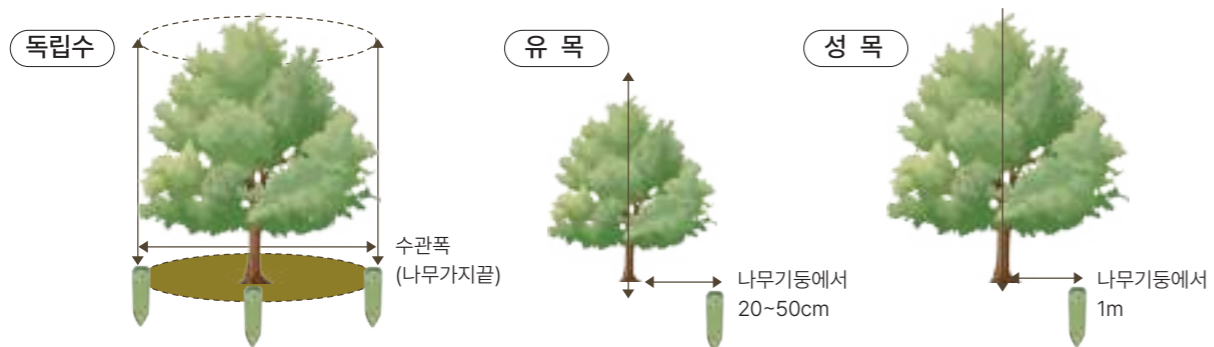 독립수
유 목
성 목
수관폭
(나무가지끝)
나무기둥에서
20~50cm
나무기둥에서
1m